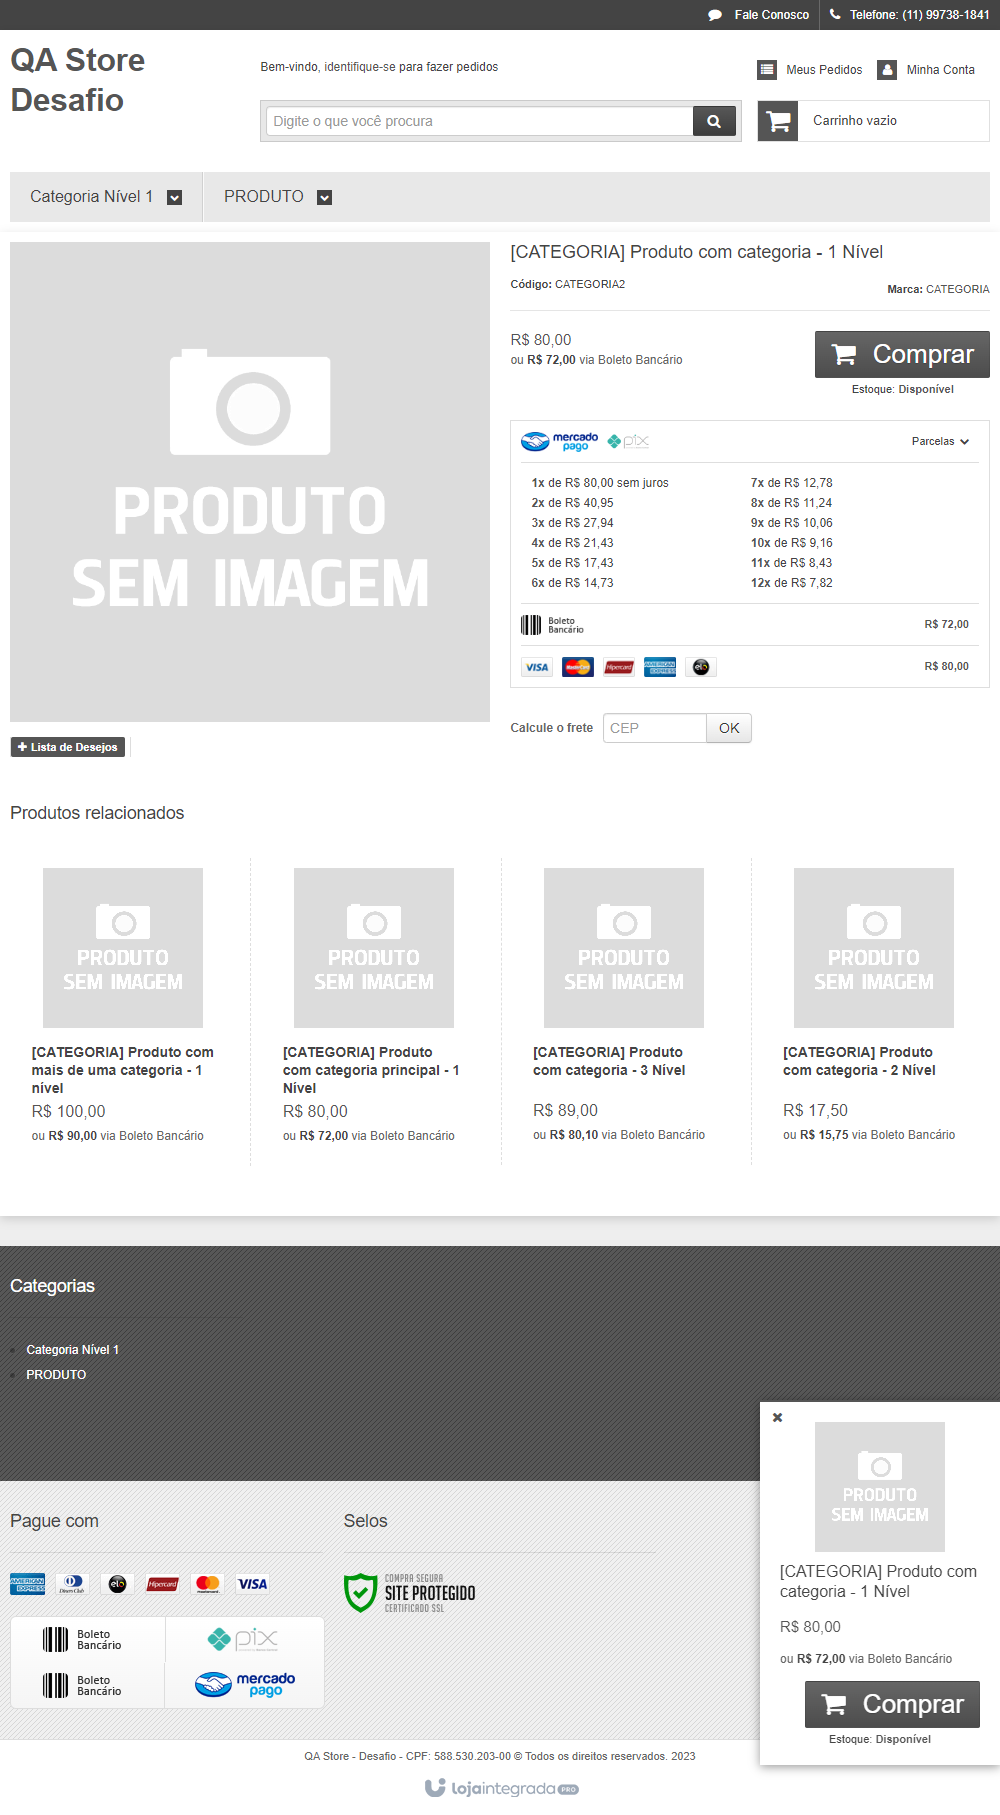 Fale Conosco
Telefone: (11) 99738-1841
QA Store
Desafio
Bem-vindo, identifique-se para fazer pedidos
Meus Pedidos
Minha Conta
Digite o que você procura
Carrinho vazio
Categoria Nível 1
PRODUTO
PRODUTO
SEM IMAGEM
Lista de Desejos
[CATEGORIA] Produto com categoria - 1 Nível
Código: CATEGORIA2
Marca: CATEGORIA
R$ 80,00
ou R$ 72,00 via Boleto Bancário
Comprar
Estoque: Disponível
mercado
pago
pix
Parcelas
1x de R$ 80,00 sem juros
2x de R$ 40,95
3x de R$ 27,94
4x de R$ 21,43
5x de R$ 17,43
6x de R$ 14,73
7x de R$ 12,78
8x de R$ 11,24
9x de R$ 10,06
10x de R$ 9,16
11x de R$ 8,43
12x de R$ 7,82
Boleto
Bancário
R$ 72,00
VISA
MasterCard
Hipercard
AMERICAN
EXPRESS
elo
R$ 80,00
Calcule o frete
CEP
OK
Produtos relacionados
PRODUTO
SEM IMAGEM
[CATEGORIA] Produto com
mais de uma categoria - 1
nível
R$ 100,00
ou R$ 90,00 via Boleto Bancário
PRODUTO
SEM IMAGEM
[CATEGORIA] Produto
com categoria principal - 1
Nível
R$ 80,00
ou R$ 72,00 via Boleto Bancário
PRODUTO
SEM IMAGEM
[CATEGORIA] Produto
com categoria - 3 Nível
R$ 89,00
ou R$ 80,10 via Boleto Bancário
PRODUTO
SEM IMAGEM
[CATEGORIA] Produto
com categoria - 2 Nível
R$ 17,50
ou R$ 15,75 via Boleto Bancário
Categorias
Categoria Nível 1
PRODUTO
Pague com
AMERICAN
EXPRESS
Diners Club
elo
Hipercard
mastercard
VISA
Boleto
Bancário
pix
Boleto
Bancário
mercado
pago
Selos
COMPRA SEGURA
SITE PROTEGIDO
CERTIFICADO SSL
PRODUTO
SEM IMAGEM
[CATEGORIA] Produto com
categoria - 1 Nível
R$ 80,00
ou R$ 72,00 via Boleto Bancário
Comprar
Estoque: Disponível
QA Store - Desafio - CPF: 588.530.203-00 © Todos os direitos reservados. 2023
lojaintegrada PRO